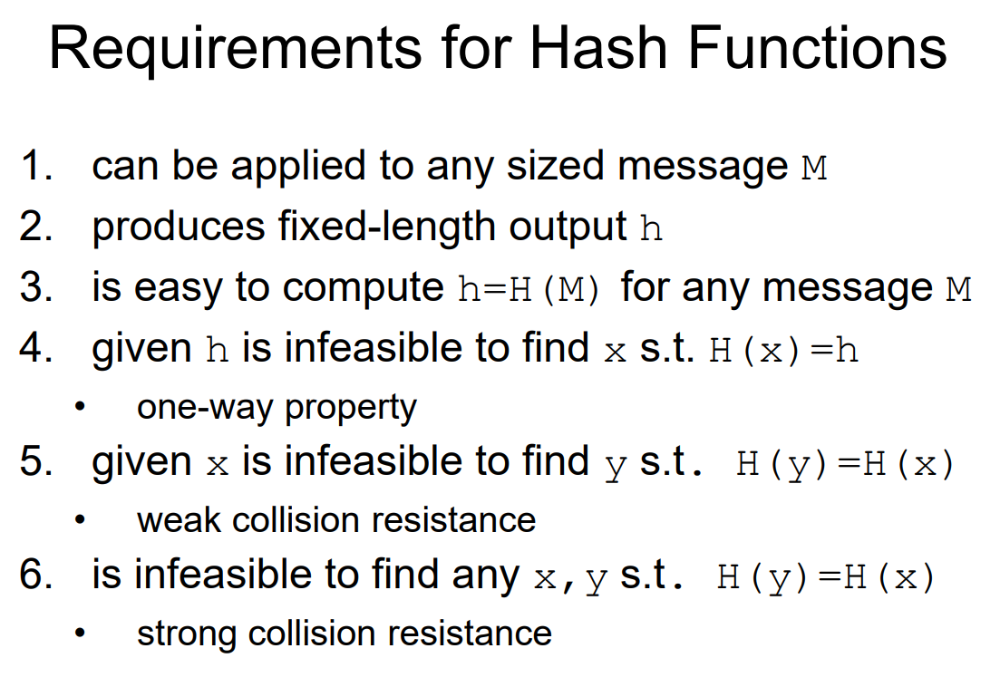 Requirements for Hash Functions
1. can be applied to any sized message M
2. produces fixed-length output h
3. is easy to compute h=H(M) for any message M
4. given h is infeasible to find x s.t. H(x)=h
• one-way property
5. given x is infeasible to find y s.t. H(y)=H(x)
• weak collision resistance
6. is infeasible to find any x,y s.t. H(y)=H(x)
• strong collision resistance